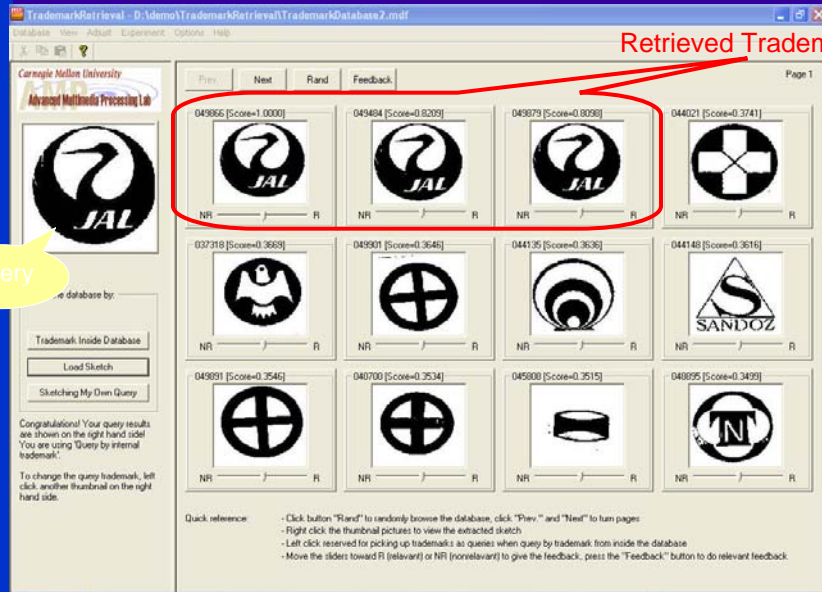 TrademarkRetrieval - D:\demo\TrademarkRetrieval\TrademarkDatabase2.mdf
Database View Adjust Experiment Options Help
Retrieved Tradem
Carnegie Mellon University
AMP
Advanced Multimedia Processing Lab
Prev Next Rand Feedback
Page 1
049866 [Score=1.0000] 049484 [Score=0.8209] 049879 [Score=0.8098] 044021 [Score=0.3741]
JAL
JAL JAL JAL
NR R NR R NR R NR R
ery
037318 [Score=0.3669] 049901 [Score=0.3646] 044135 [Score=0.3636] 044148 [Score=0.3616]
S
SANDOZ
NR R NR R NR R NR R
e database by:
Trademark Inside Database
Load Sketch
Sketching My Own Query
049891 [Score=0.3546] 040700 [Score=0.3534] 045808 [Score=0.3515] 048895 [Score=0.3499]
TN
NR R NR R NR R NR R
Congratulations! Your query results
are shown on the right hand side!
You are using 'Query by internal
trademark'.
To change the query trademark, left
click another thumbnail on the right
hand side.
Quick reference: - Click button "Rand" to randomly browse the database, click "Prev." and "Next" to turn pages
- Right click the thumbnail pictures to view the extracted sketch
- Left click reserved for picking up trademarks as queries when query by trademark from inside the database
- Move the sliders toward R (relavant) or NR (nonrelavant) to give the feedback, press the "Feedback" button to do relevant feedback.